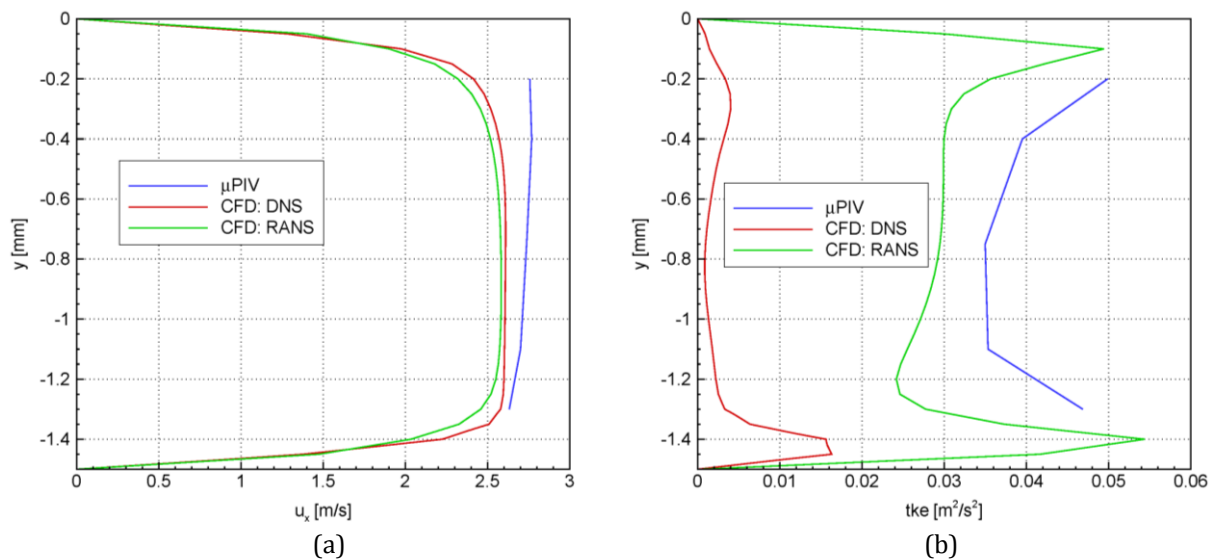 0
-0.2
-0.4
-0.6
-0.8
-1
-1.2
-1.4
y [mm]
μPIV
CFD: DNS
CFD: RANS
0 0.5 1 1.5 2 2.5 3
uₓ [m/s]
(a)
0
-0.2
-0.4
-0.6
-0.8
-1
-1.2
-1.4
y [mm]
μPIV
CFD: DNS
CFD: RANS
0 0.01 0.02 0.03 0.04 0.05 0.06
tke [m²/s²]
(b)